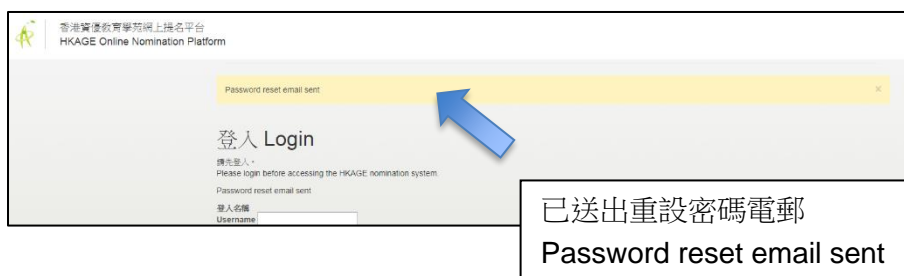 香港資優教育學苑網上提名平台
HKAGE Online Nomination Platform
Password reset email sent
×
登入 Login
請先登入。
Please login before accessing the HKAGE nomination system.
Password reset email sent
登入名稱
Username
已送出重設密碼電郵
Password reset email sent